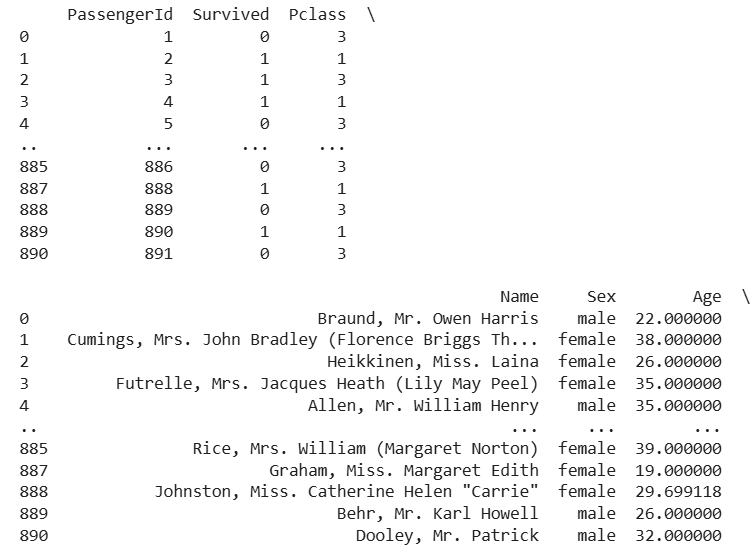 PassengerId Survived Pclass \
0 1 0 3
1 2 1 1
2 3 1 3
3 4 1 1
4 5 0 3
.. ... ... ...
885 886 0 3
887 888 1 1
888 889 0 3
889 890 1 1
890 891 0 3
Name Sex Age \
0 Braund, Mr. Owen Harris male 22.000000
1 Cumings, Mrs. John Bradley (Florence Briggs Th... female 38.000000
2 Heikkinen, Miss. Laina female 26.000000
3 Futrelle, Mrs. Jacques Heath (Lily May Peel) female 35.000000
4 Allen, Mr. William Henry male 35.000000
.. ... ... ...
885 Rice, Mrs. William (Margaret Norton) female 39.000000
887 Graham, Miss. Margaret Edith female 19.000000
888 Johnston, Miss. Catherine Helen "Carrie" female 29.699118
889 Behr, Mr. Karl Howell male 26.000000
890 Dooley, Mr. Patrick male 32.000000